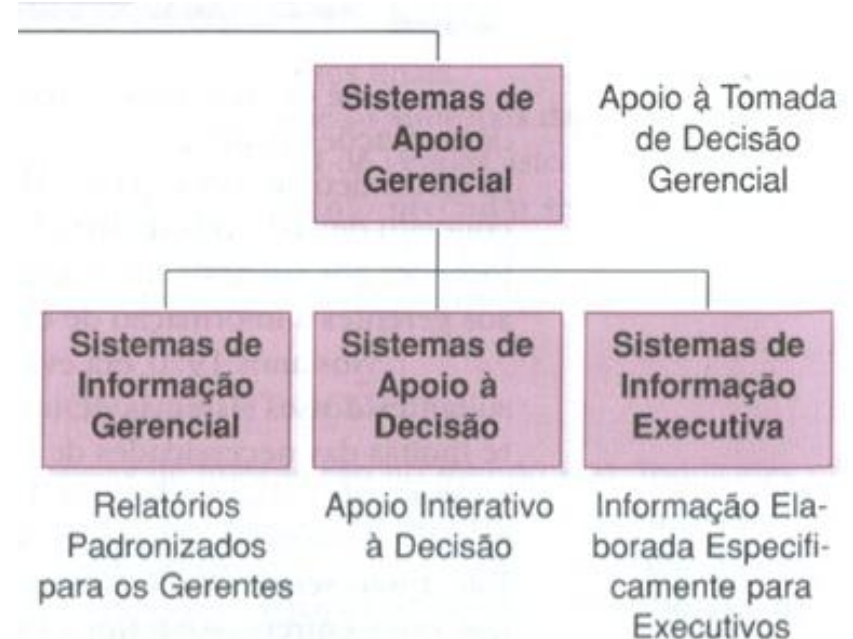 Sistemas de
Apoio
Gerencial
Apoio à Tomada
de Decisão
Gerencial
Sistemas de
Informação
Gerencial
Sistemas de
Apoio à
Decisão
Sistemas de
Informação
Executiva
Relatórios
Padronizados
para os Gerentes
Apoio Interativo
à Decisão
Informação Ela-
borada Especifi-
camente para
Executivos